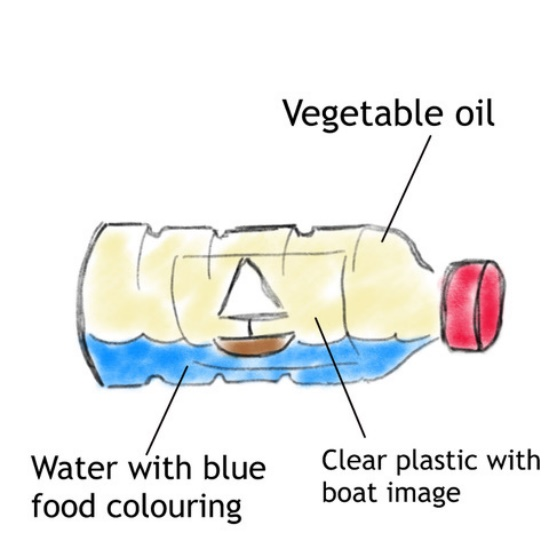 Vegetable oil
Water with blue
food colouring
Clear plastic with
boat image